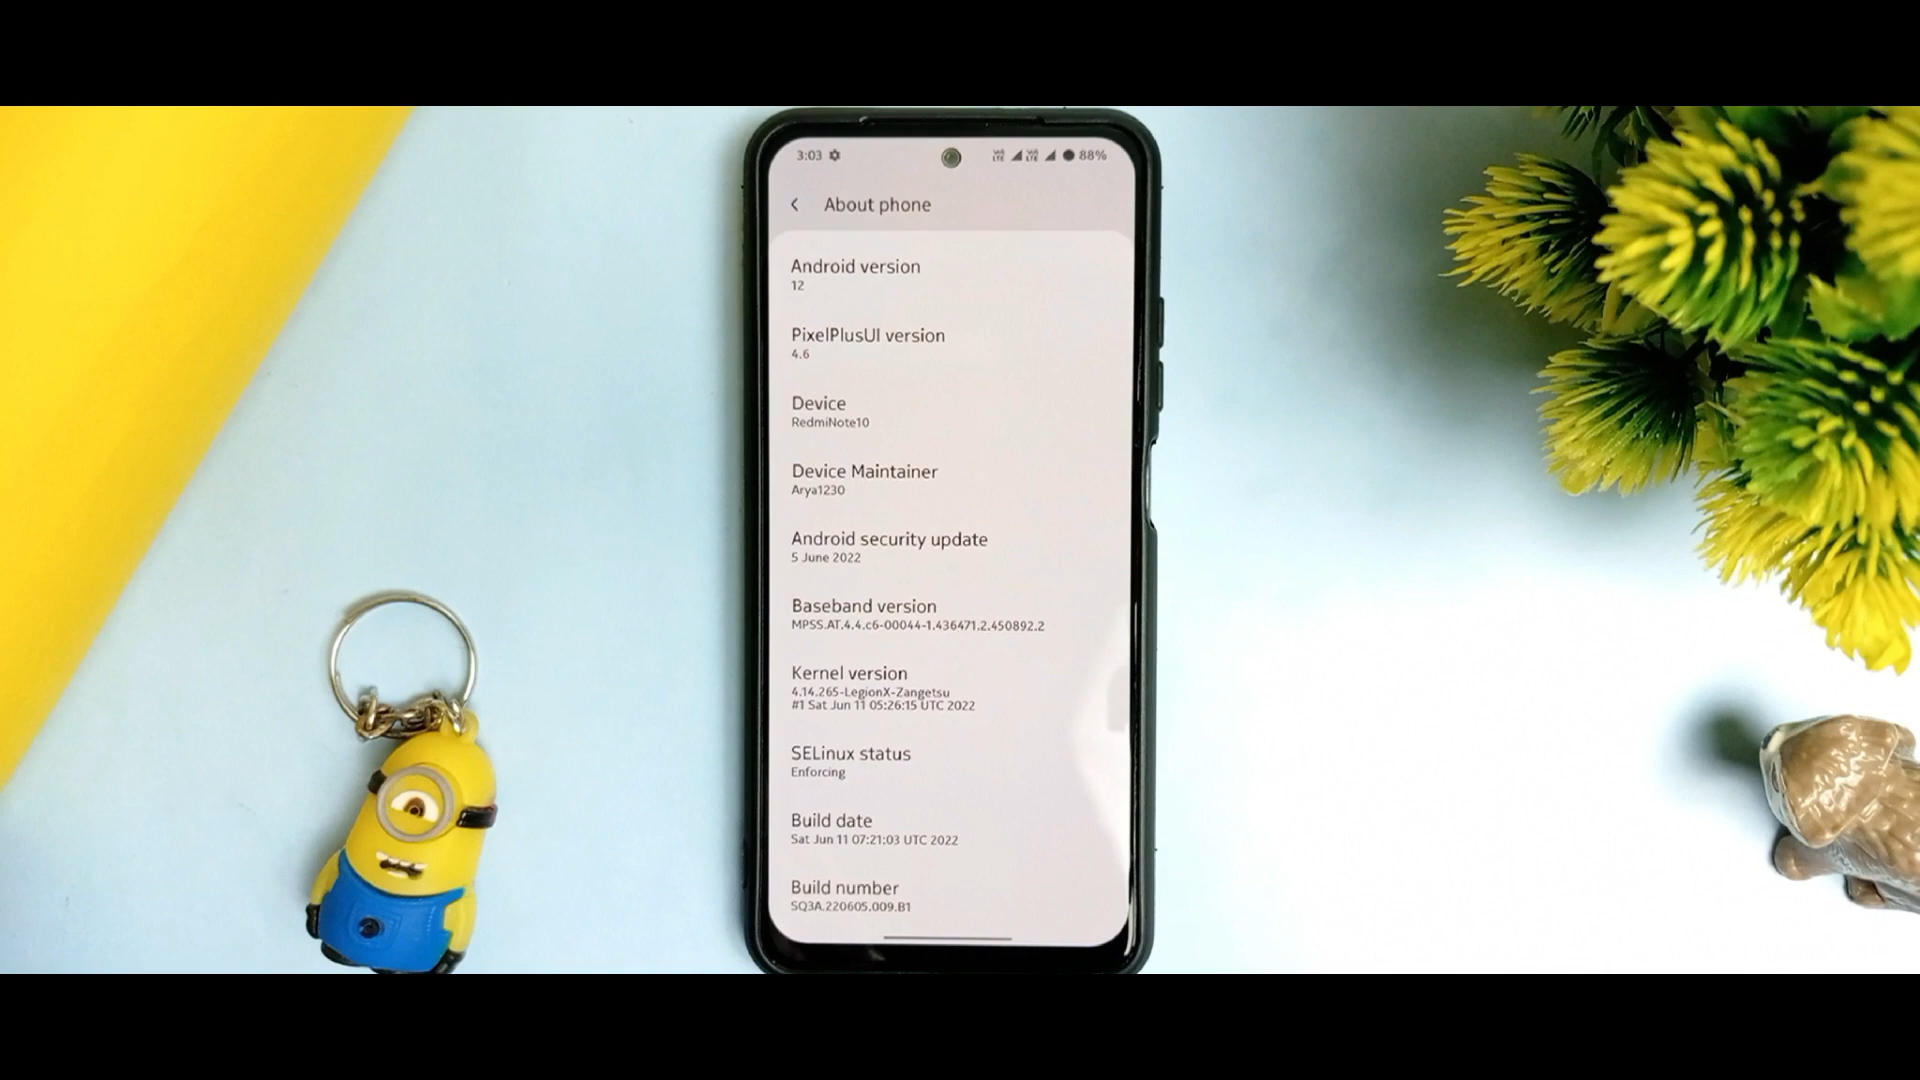 3:03 88%
About phone
Android version
12
PixelPlusUI version
4.6
Device
RedmiNote10
Device Maintainer
Arya1230
Android security update
5 June 2022
Baseband version
MPSS.AT.4.4.c6-00044-1.436471.2.450892.2
Kernel version
4.14.265-LegionX-Zangetsu
#1 Sat Jun 11 05:26:15 UTC 2022
SELinux status
Enforcing
Build date
Sat Jun 11 07:21:03 UTC 2022
Build number
SQ3A.220605.009.B1